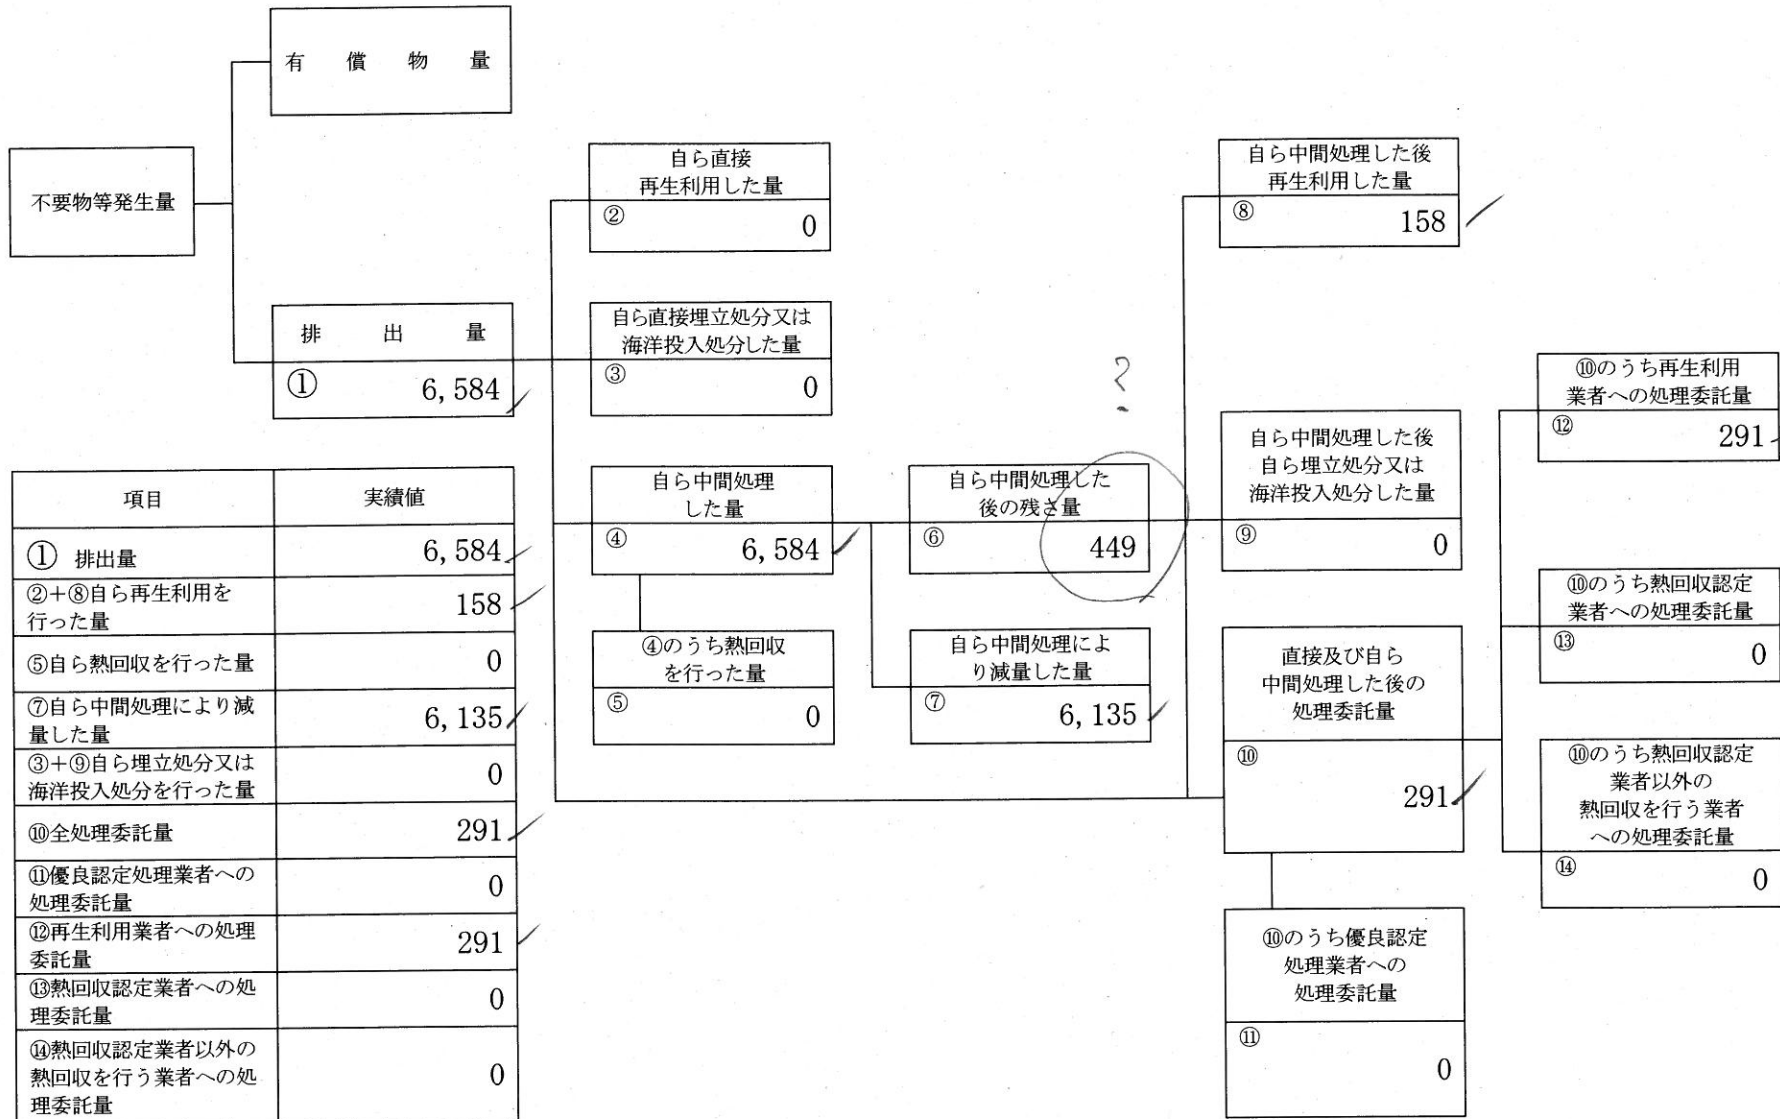 有償物量
不要物等発生量
排出量
① 6,584
自ら直接
再生利用した量
② 0
自ら直接埋立処分又は
海洋投入処分した量
③ 0
自ら中間処理
した量
④ 6,584
④のうち熱回収
を行った量
⑤ 0
?
自ら中間処理した
後の残さ量
⑥ 449
自ら中間処理によ
り減量した量
⑦ 6,135
自ら中間処理した後
再生利用した量
⑧ 158
自ら中間処理した後
自ら埋立処分又は
海洋投入処分した量
⑨ 0
直接及び自ら
中間処理した後の
処理委託量
⑩
291
⑩のうち優良認定
処理業者への
処理委託量
⑪
0
⑩のうち再生利用
業者への処理委託量
⑫ 291
⑩のうち熱回収認定
業者への処理委託量
⑬ 0
⑩のうち熱回収認定
業者以外の
熱回収を行う業者
への処理委託量
⑭ 0
項目 実績値
① 排出量 6,584
②+⑧自ら再生利用を
行った量 158
⑤自ら熱回収を行った量 0
⑦自ら中間処理により減
量した量 6,135
③+⑨自ら埋立処分又は
海洋投入処分を行った量 0
⑩全処理委託量 291
⑪優良認定処理業者への
処理委託量 0
⑫再生利用業者への処理
委託量 291
⑬熱回収認定業者への処
理委託量 0
⑭熱回収認定業者以外の
熱回収を行う業者への処
理委託量 0